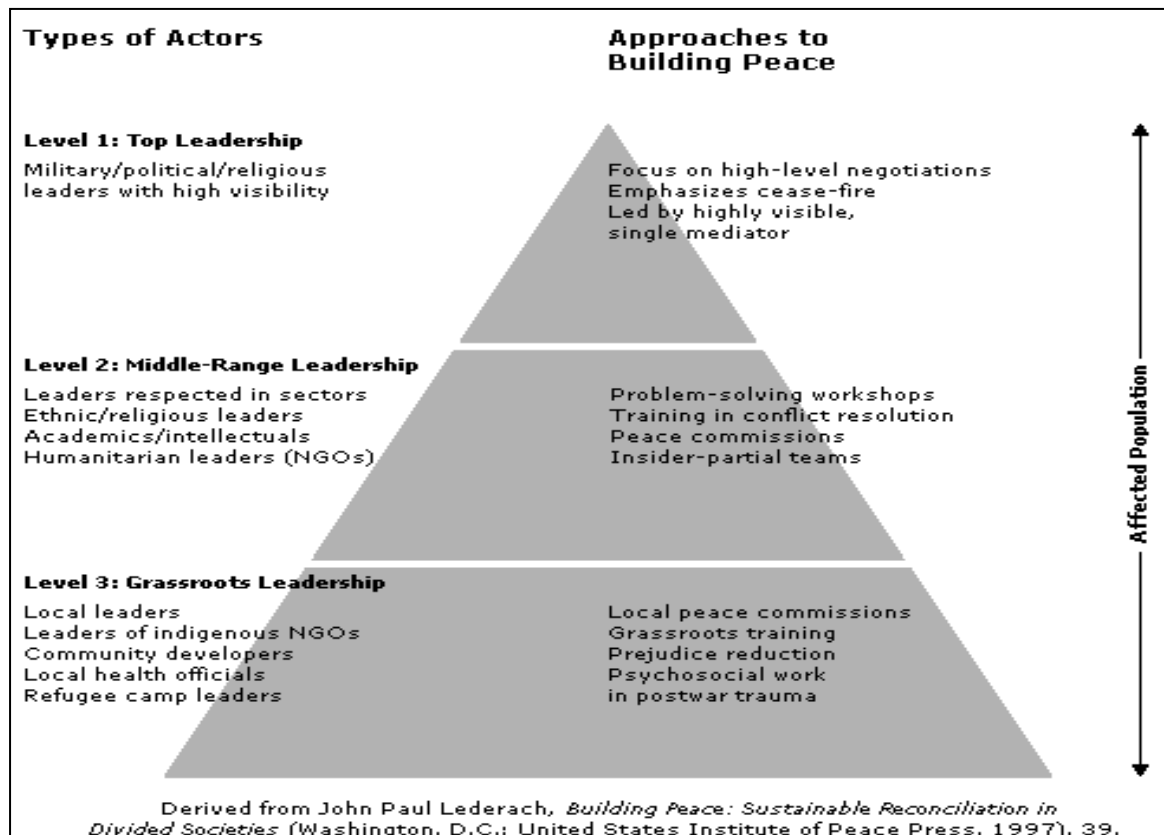 Types of Actors
Approaches to
Building Peace
Level 1: Top Leadership
Military/political/religious
leaders with high visibility
Focus on high-level negotiations
Emphasizes cease-fire
Led by highly visible,
single mediator
Level 2: Middle-Range Leadership
Leaders respected in sectors
Ethnic/religious leaders
Academics/intellectuals
Humanitarian leaders (NGOs)
Problem-solving workshops
Training in conflict resolution
Peace commissions
Insider-partial teams
Level 3: Grassroots Leadership
Local leaders
Leaders of indigenous NGOs
Community developers
Local health officials
Refugee camp leaders
Local peace commissions
Grassroots training
Prejudice reduction
Psychosocial work
in postwar trauma
Affected Population
Derived from John Paul Lederach, Building Peace: Sustainable Reconciliation in
Divided Societies (Washington, D.C.: United States Institute of Peace Press, 1997), 39.